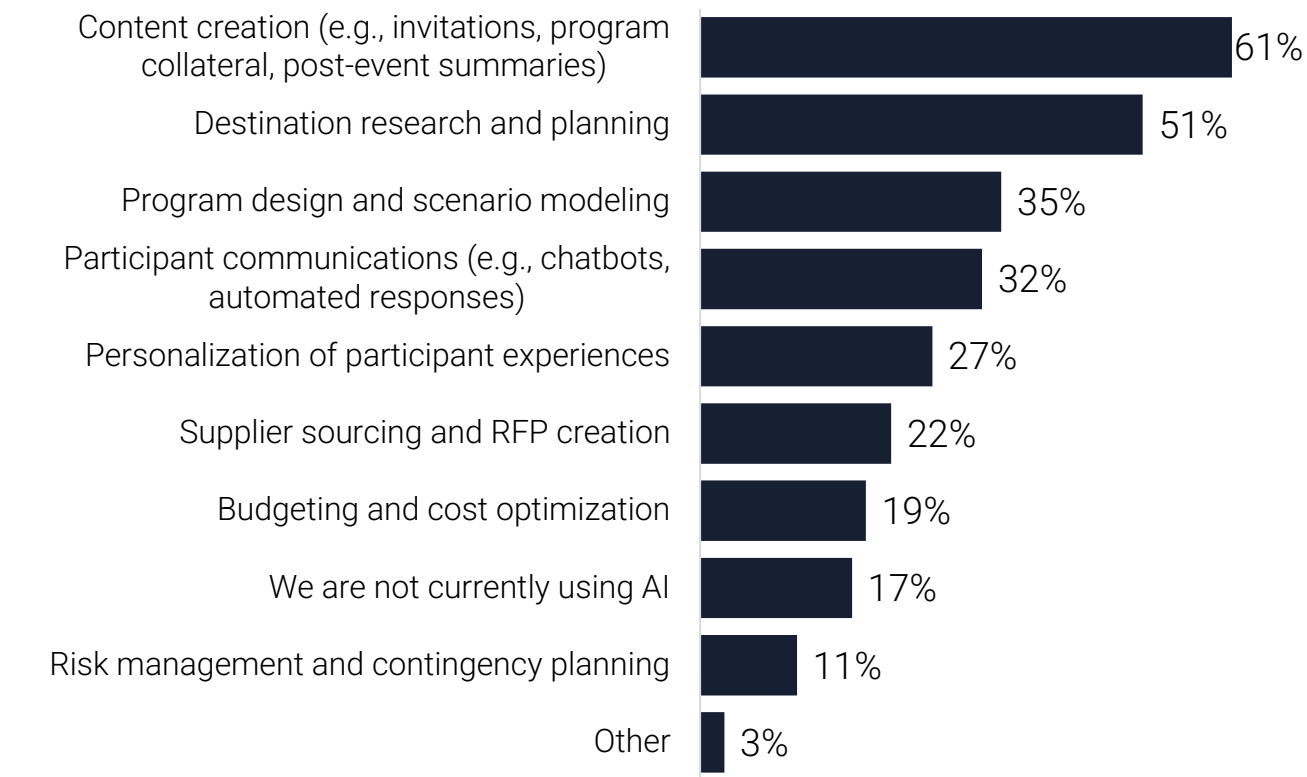 Content creation (e.g., invitations, program
collateral, post-event summaries)
61%
Destination research and planning
51%
Program design and scenario modeling
35%
Participant communications (e.g., chatbots,
automated responses)
32%
Personalization of participant experiences
27%
Supplier sourcing and RFP creation
22%
Budgeting and cost optimization
19%
We are not currently using AI
17%
Risk management and contingency planning
11%
Other
3%